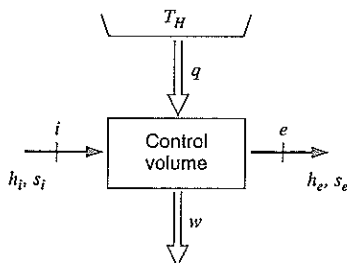 T_H
q
i
Control
volume
e
h_i, s_i
h_e, s_e
w